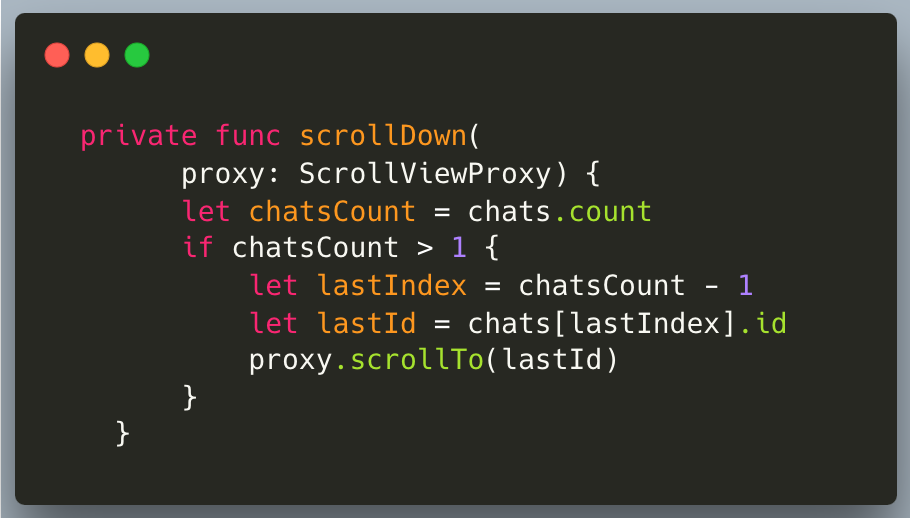 private func scrollDown(
proxy: ScrollViewProxy) {
let chatsCount = chats.count
if chatsCount > 1 {
let lastIndex = chatsCount - 1
let lastId = chats[lastIndex].id
proxy.scrollTo(lastId)
}
}